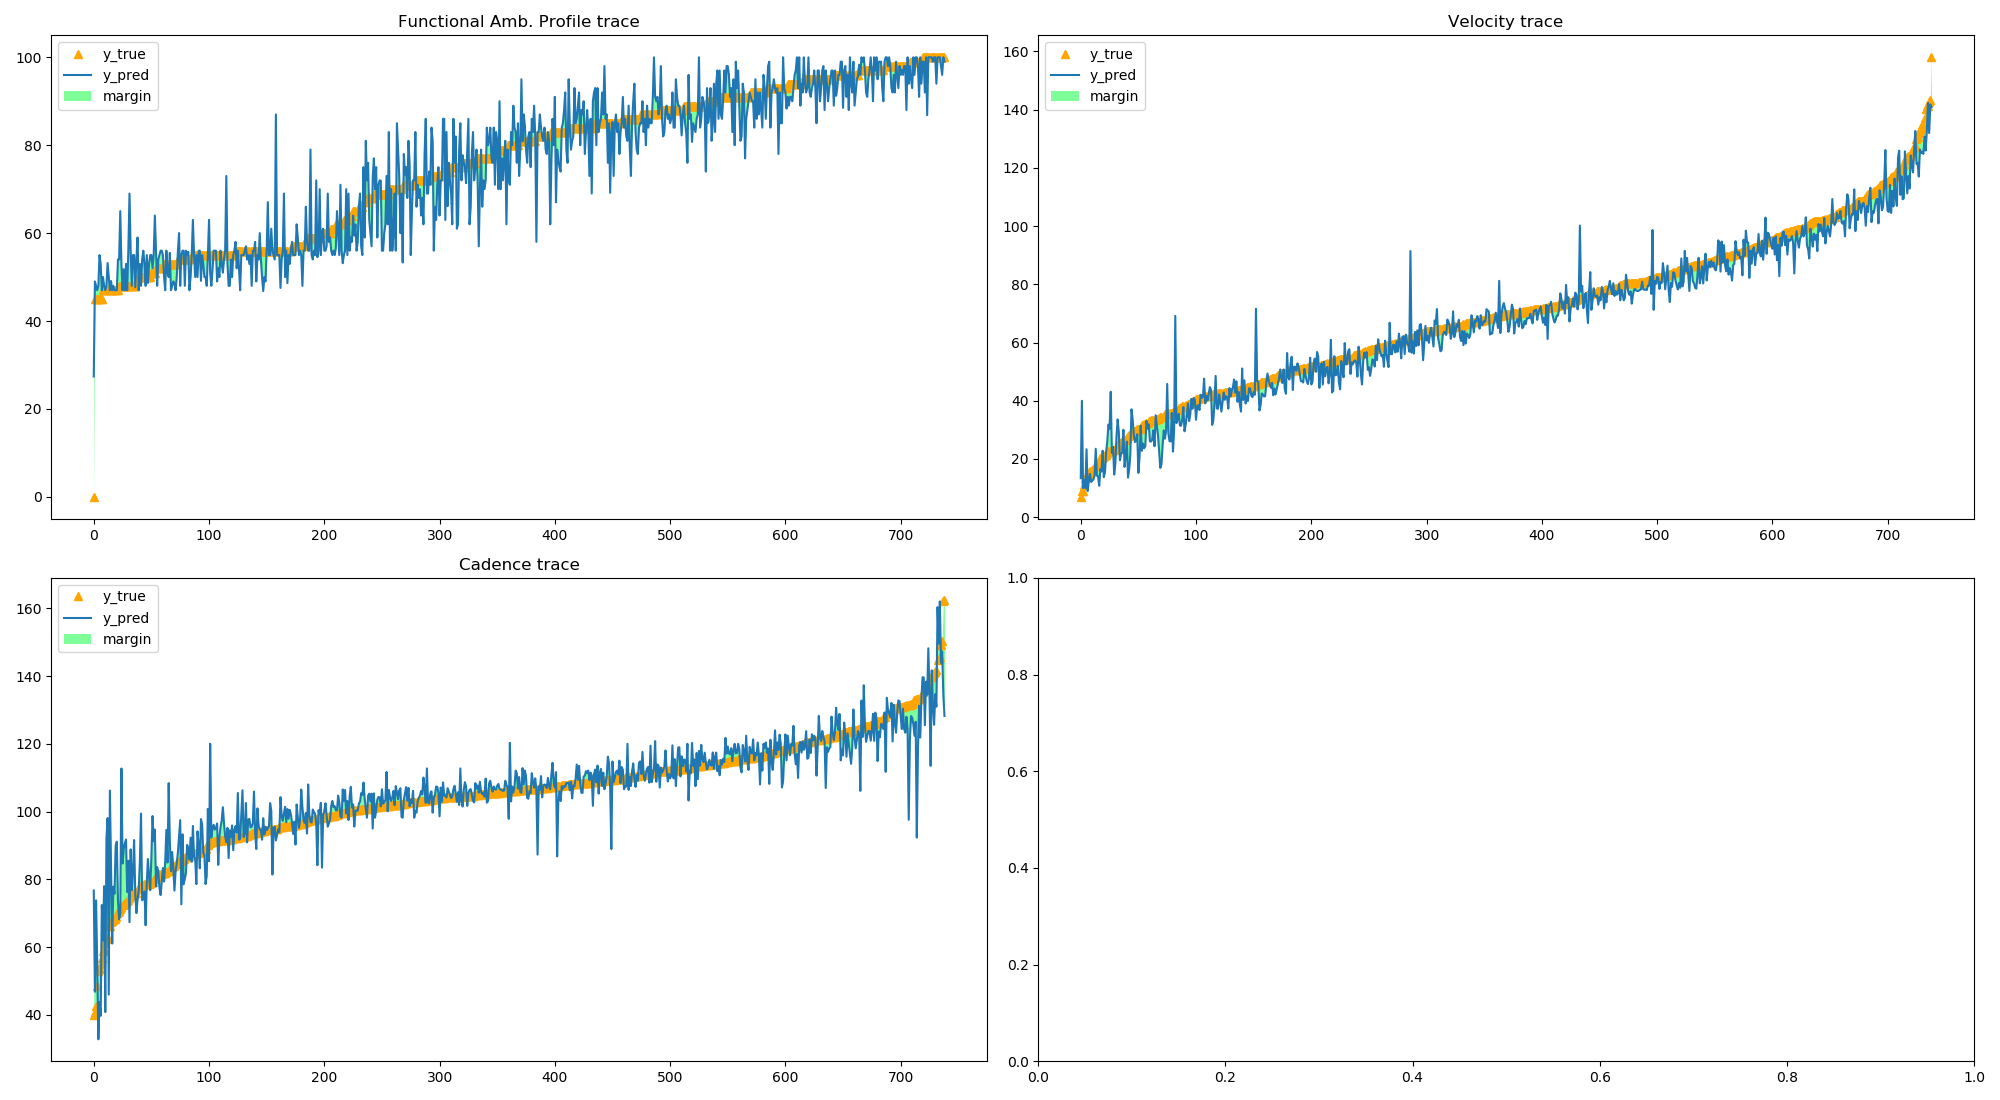 Functional Amb. Profile trace
100
80
60
40
20
0
y_true
y_pred
margin
0 100 200 300 400 500 600 700
Velocity trace
160
140
120
100
80
60
40
20
0
y_true
y_pred
margin
0 100 200 300 400 500 600 700
Cadence trace
160
140
120
100
80
60
40
y_true
y_pred
margin
0 100 200 300 400 500 600 700
1.0
0.8
0.6
0.4
0.2
0.0
0.0 0.2 0.4 0.6 0.8 1.0